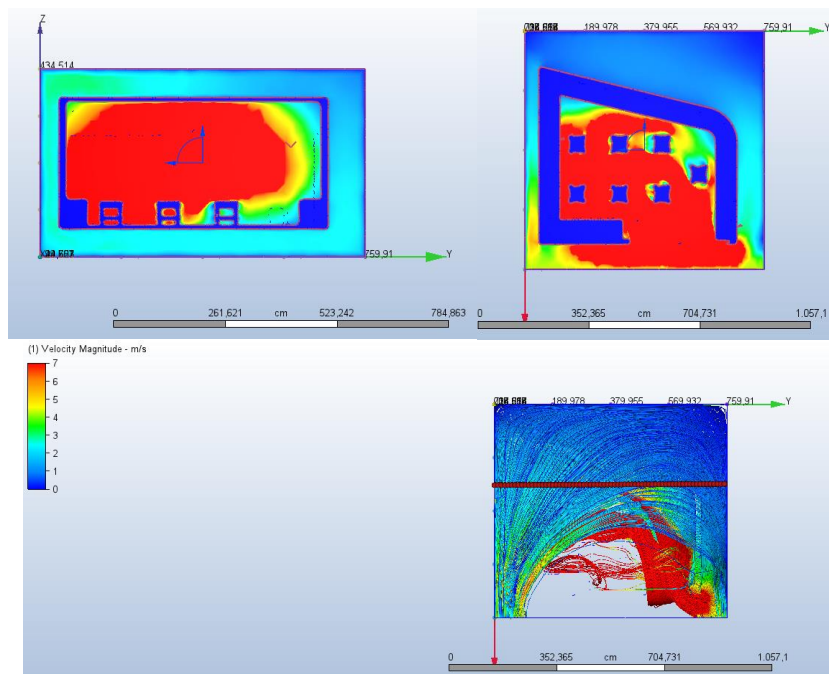 Z
434,514
759,91
Y
0 261,621 cm 523,242 784,863
189,978 379,955 569,932 759,91 Y
0 352,365 cm 704,731 1.057,1
(1) Velocity Magnitude - m/s
7
6
5
4
3
2
1
0
189,978 379,955 569,932 759,91 Y
0 352,365 cm 704,731 1.057,1